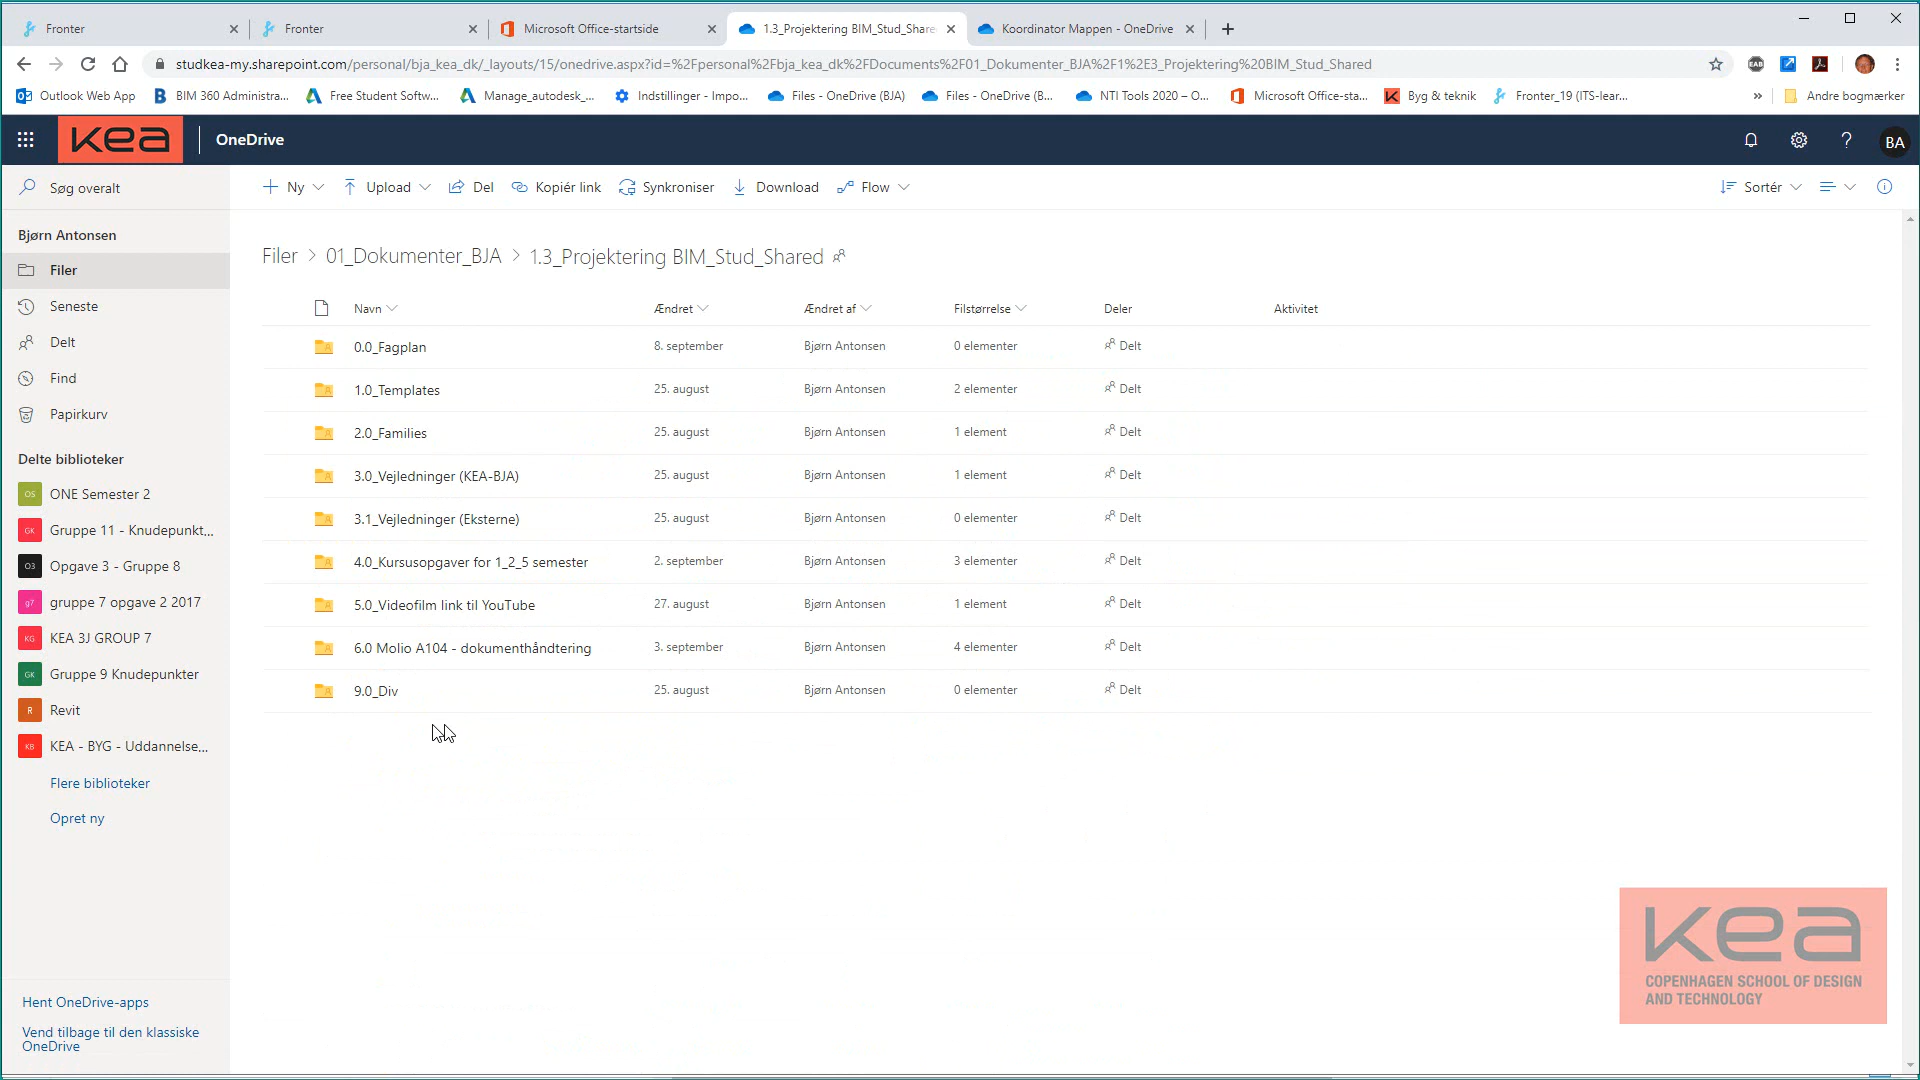 Fronter
Fronter
Microsoft Office-startside
1.3_Projektering BIM_Stud_Share
Koordinator Mappen - OneDrive
studkea-my.sharepoint.com/personal/bja_kea_dk/_layouts/15/onedrive.aspx?id=%2Fpersonal%2Fbja_kea_dk%2FDocuments%2F01_Dokumenter_BJA%2F1%2E3_Projektering%20BIM_Stud_Shared
Outlook Web App
BIM 360 Administra...
Free Student Softw...
Manage_autodesk_...
Indstillinger - Impo...
Files - OneDrive (BJA)
Files - OneDrive (B...
NTI Tools 2020 – O...
Microsoft Office-sta...
Byg & teknik
Fronter_19 (ITS-lear...
»
Andre bogmærker
kea
OneDrive
BA
Søg overalt
Ny
Upload
Del
Kopiér link
Synkroniser
Download
Flow
Sortér
Bjørn Antonsen
Filer
Seneste
Delt
Find
Papirkurv
Delte biblioteker
OS ONE Semester 2
GK Gruppe 11 - Knudepunkt...
O3 Opgave 3 - Gruppe 8
g7 gruppe 7 opgave 2 2017
KG KEA 3J GROUP 7
GK Gruppe 9 Knudepunkter
R Revit
KB KEA - BYG - Uddannelse...
Flere biblioteker
Opret ny
Hent OneDrive-apps
Vend tilbage til den klassiske
OneDrive
Filer > 01_Dokumenter_BJA > 1.3_Projektering BIM_Stud_Shared
Navn Ændret Ændret af Filstørrelse Deler Aktivitet
0.0_Fagplan 8. september Bjørn Antonsen 0 elementer Delt
1.0_Templates 25. august Bjørn Antonsen 2 elementer Delt
2.0_Families 25. august Bjørn Antonsen 1 element Delt
3.0_Vejledninger (KEA-BJA) 25. august Bjørn Antonsen 1 element Delt
3.1_Vejledninger (Eksterne) 25. august Bjørn Antonsen 0 elementer Delt
4.0_Kursusopgaver for 1_2_5 semester 2. september Bjørn Antonsen 3 elementer Delt
5.0_Videofilm link til YouTube 27. august Bjørn Antonsen 1 element Delt
6.0 Molio A104 - dokumenthåndtering 3. september Bjørn Antonsen 4 elementer Delt
9.0_Div 25. august Bjørn Antonsen 0 elementer Delt
kea
COPENHAGEN SCHOOL OF DESIGN
AND TECHNOLOGY